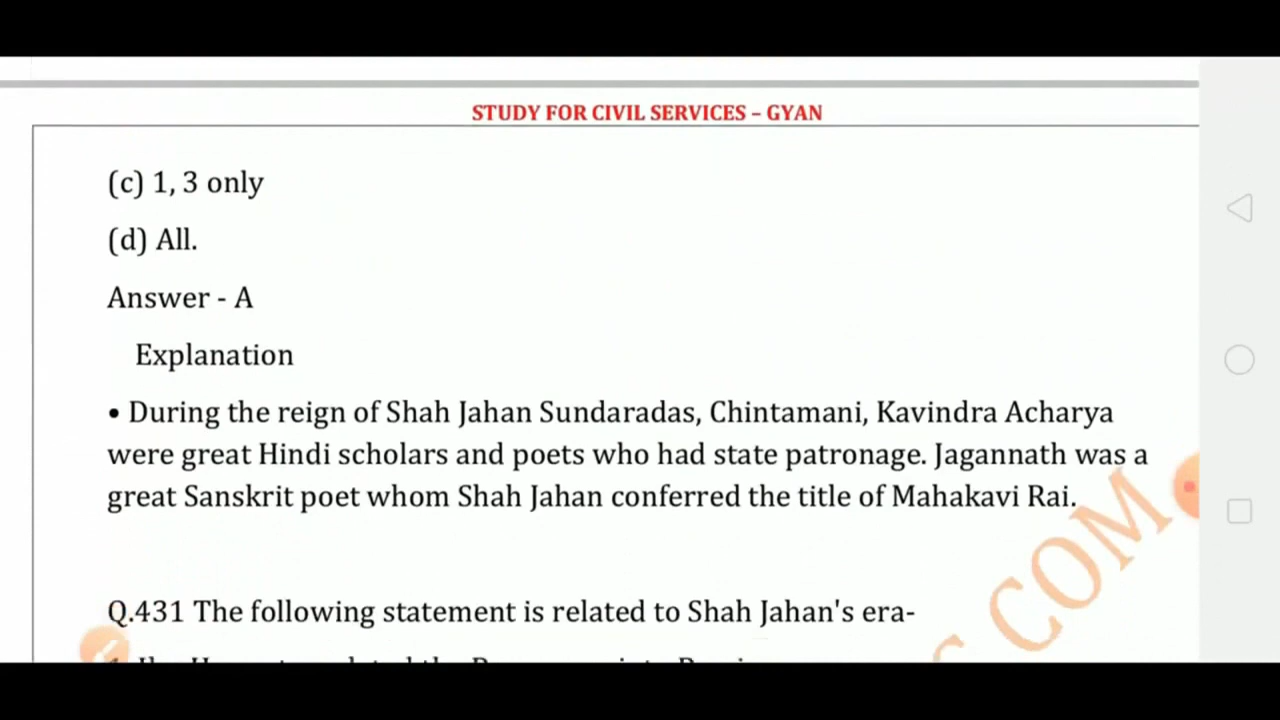 STUDY FOR CIVIL SERVICES – GYAN
(c) 1, 3 only
(d) All.
Answer - A
Explanation
• During the reign of Shah Jahan Sundaradas, Chintamani, Kavindra Acharya
were great Hindi scholars and poets who had state patronage. Jagannath was a
great Sanskrit poet whom Shah Jahan conferred the title of Mahakavi Rai.
COM
Q.431 The following statement is related to Shah Jahan's era-